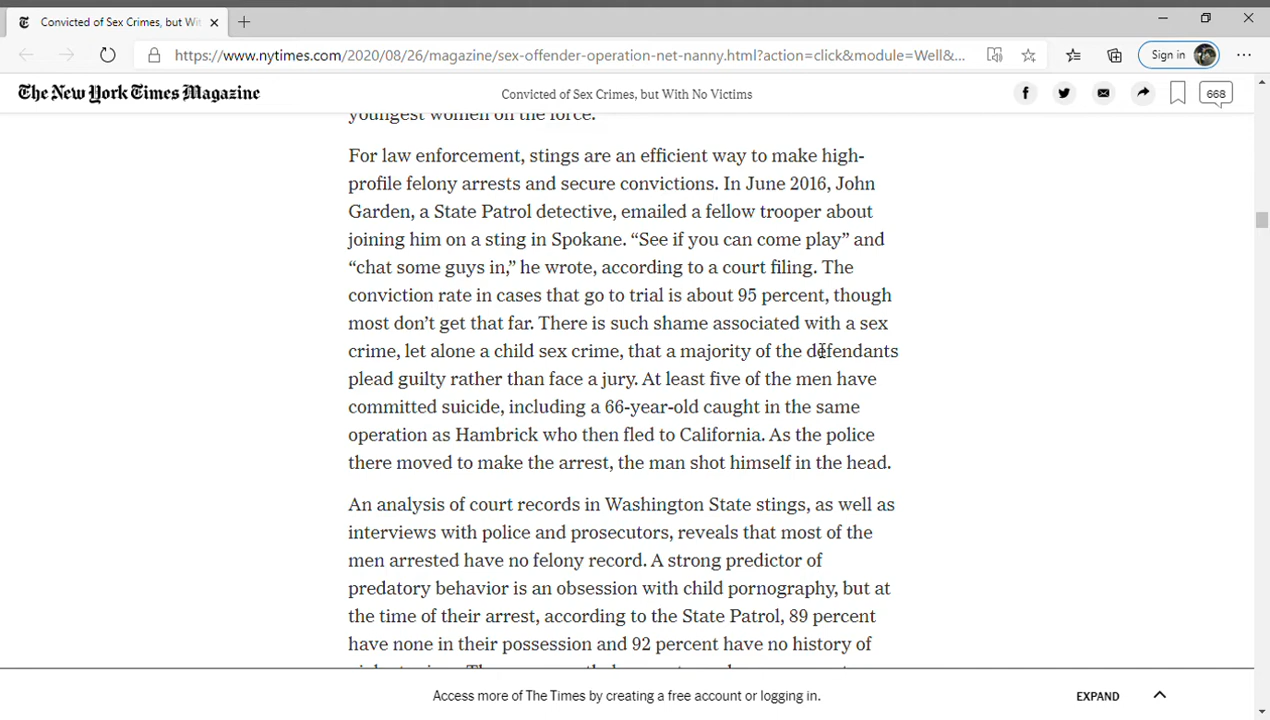 Convicted of Sex Crimes, but Wit
https://www.nytimes.com/2020/08/26/magazine/sex-offender-operation-net-nanny.html?action=click&module=Well&...
Sign in
The New York Times Magazine
Convicted of Sex Crimes, but With No Victims
668
youngest women on the force.
For law enforcement, stings are an efficient way to make high-
profile felony arrests and secure convictions. In June 2016, John
Garden, a State Patrol detective, emailed a fellow trooper about
joining him on a sting in Spokane. “See if you can come play” and
“chat some guys in,” he wrote, according to a court filing. The
conviction rate in cases that go to trial is about 95 percent, though
most don’t get that far. There is such shame associated with a sex
crime, let alone a child sex crime, that a majority of the defendants
plead guilty rather than face a jury. At least five of the men have
committed suicide, including a 66-year-old caught in the same
operation as Hambrick who then fled to California. As the police
there moved to make the arrest, the man shot himself in the head.
An analysis of court records in Washington State stings, as well as
interviews with police and prosecutors, reveals that most of the
men arrested have no felony record. A strong predictor of
predatory behavior is an obsession with child pornography, but at
the time of their arrest, according to the State Patrol, 89 percent
have none in their possession and 92 percent have no history of
Access more of The Times by creating a free account or logging in.
EXPAND